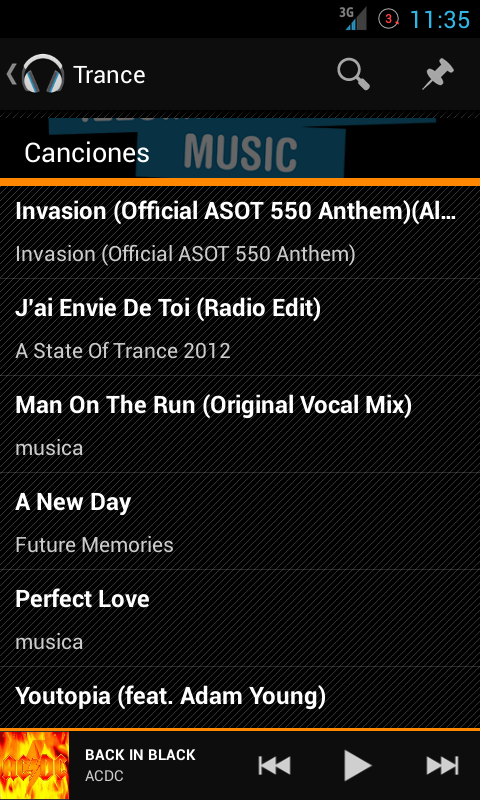 3G
3
11:35
Trance
MUSIC
Canciones
Invasion (Official ASOT 550 Anthem)(Al...
Invasion (Official ASOT 550 Anthem)
J'ai Envie De Toi (Radio Edit)
A State Of Trance 2012
Man On The Run (Original Vocal Mix)
musica
A New Day
Future Memories
Perfect Love
musica
Youtopia (feat. Adam Young)
AC/DC
BACK IN BLACK
ACDC